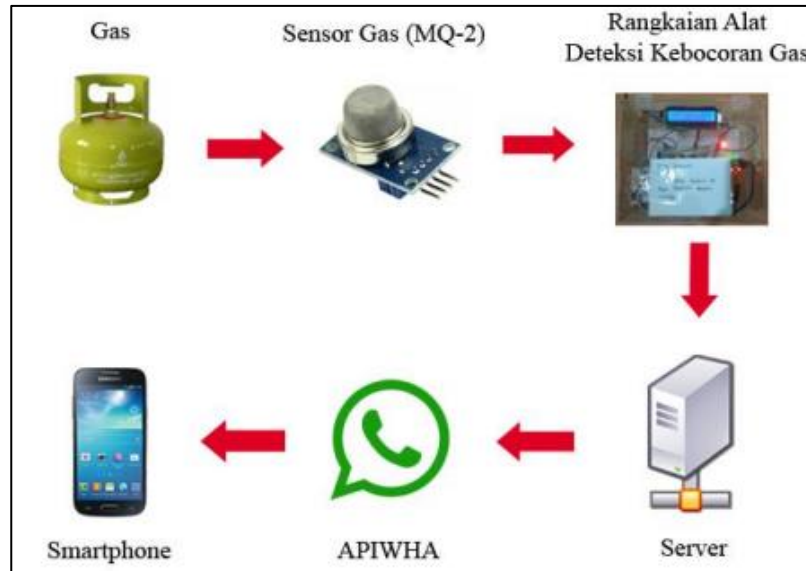 Gas
Sensor Gas (MQ-2)
Rangkaian Alat
Deteksi Kebocoran Gas
Smartphone
APIWHA
Server